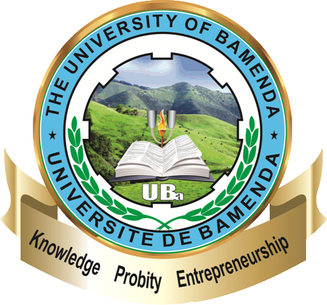 ★ THE UNIVERSITY OF BAMENDA ★
UNIVERSITE DE BAMENDA
UBa
Knowledge Probity Entrepreneurship